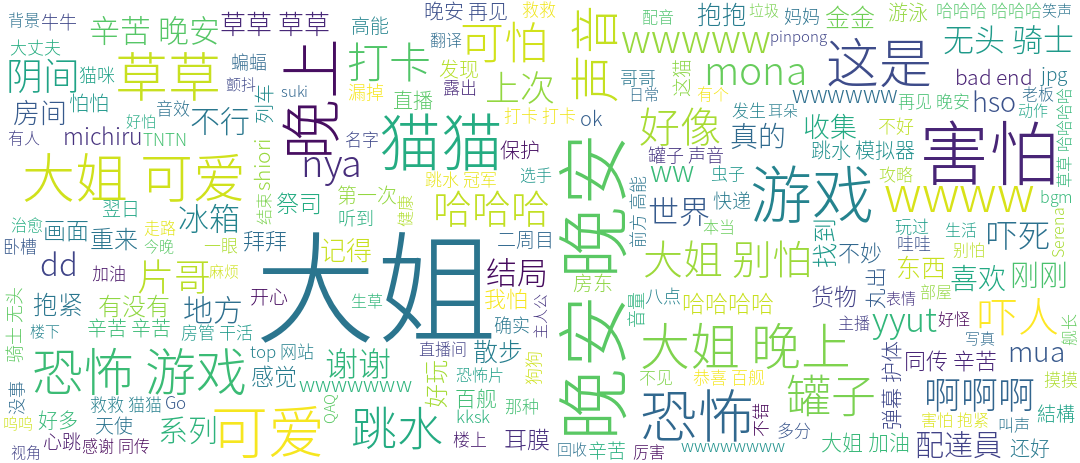 背景 牛牛
辛苦 晚安
草草 草草
高能
晚安 再见
救救
配音
抱抱
垃圾
妈妈
金金
游泳
哈哈哈 哈哈哈
笑声
大丈夫
阴间
猫咪
草草
蝙蝠
颤抖
suki
晚上
打卡
翻译
露出
漏掉
可怕
发现
上次
直播
声音
wwwww
哥哥
日常
mona
这猫
pinpong
wwwwww
这是
无头 骑士
bad end
jpg
老板
动作
再见 晚安
有个
房间
怕怕
音效
不行
列车
有人
michiru
好怕
TNTN
nya
名字
猫猫
保护
打卡 打卡
ok
好像
真的
发生
耳朵
收集
hso
不好
害怕
草草 哈哈哈哈
大姐 可爱
shiori
结束
祭司
第一次
听到
跳水 冠军
健康
选手
哈哈哈
晚安 晚安
罐子 声音
ww
虫子
跳水 模拟器
攻略
游戏
wwwww
bgm
Serena
翌日
走路
治愈
卧槽
画面
重来
今晚
冰箱
一眼
拜拜
麻烦
记得
二周目
大姐
世界
快递
前方 高能
本当
找到
不妙
玩过
哇哇
生活
别怕
吓死
dd
加油
片哥
开心
结局
我怕
主人公
房东
大姐 别怕
东西
喜欢
刚刚
抱紧
有没有
地方
生草
确实
音量
八点
哈哈哈哈
货物
丸出
表情
部屋
吓人
骑士 无头
楼下
辛苦 辛苦
房管 干活
谢谢
直播间
散步
晚安 晚安
大姐 晚上
主播
yyut
好怪
写真
舰长
恐怖 游戏
top 网站
感觉
wwwwwwww
好玩
恐怖片
狗狗
不见
恭喜 百舰
弹幕 护体
同传 辛苦
mua
摸摸
没事
呜呜
好多
救救 猫猫
Go
天使
可爱
QAQ
跳水
百舰
kksk
那种
恐怖
不错
罐子
啊啊啊
害怕 抱紧
結構
视角
心跳
感谢 同传
系列
楼上
耳膜
回收
辛苦
厉害
wwwwwwwww
多分
大姐 加油
配達員
叫声
还好